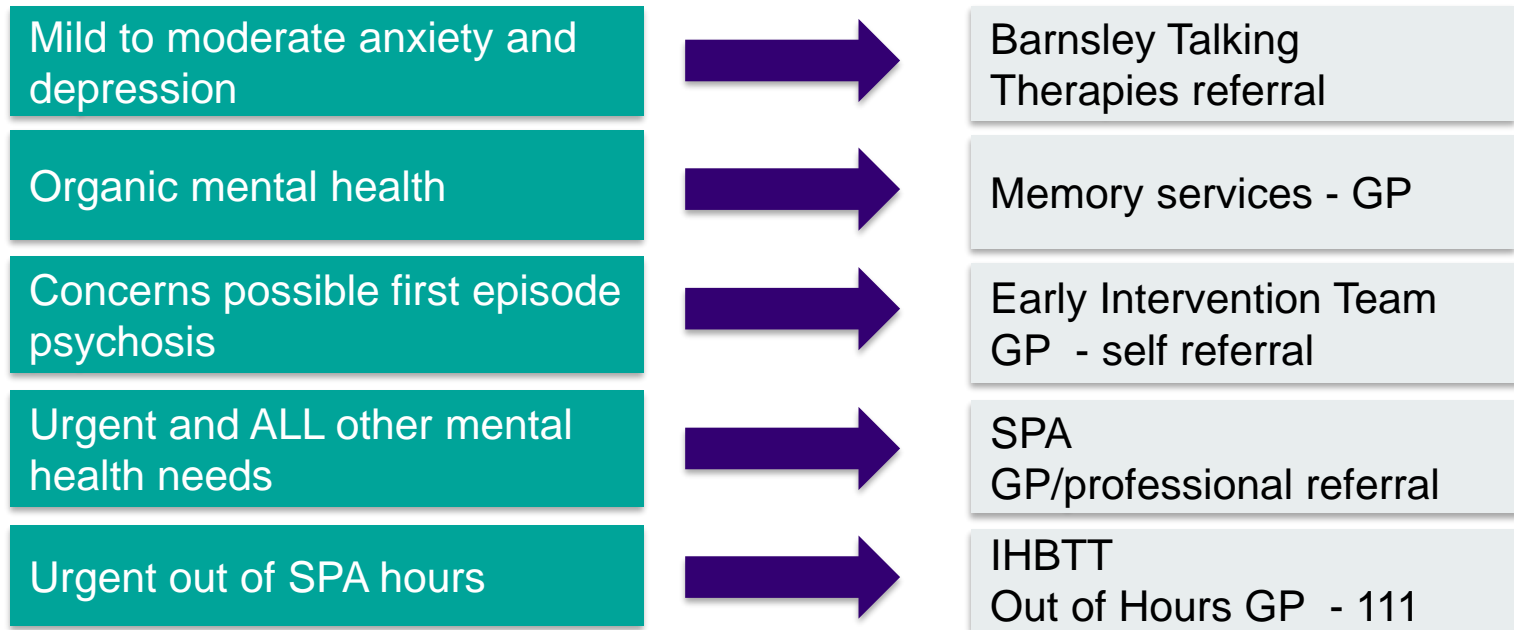 Mild to moderate anxiety and
depression
Barnsley Talking
Therapies referral
Organic mental health
Memory services - GP
Concerns possible first episode
psychosis
Early Intervention Team
GP - self referral
Urgent and ALL other mental
health needs
SPA
GP/professional referral
Urgent out of SPA hours
IHBTT
Out of Hours GP - 111